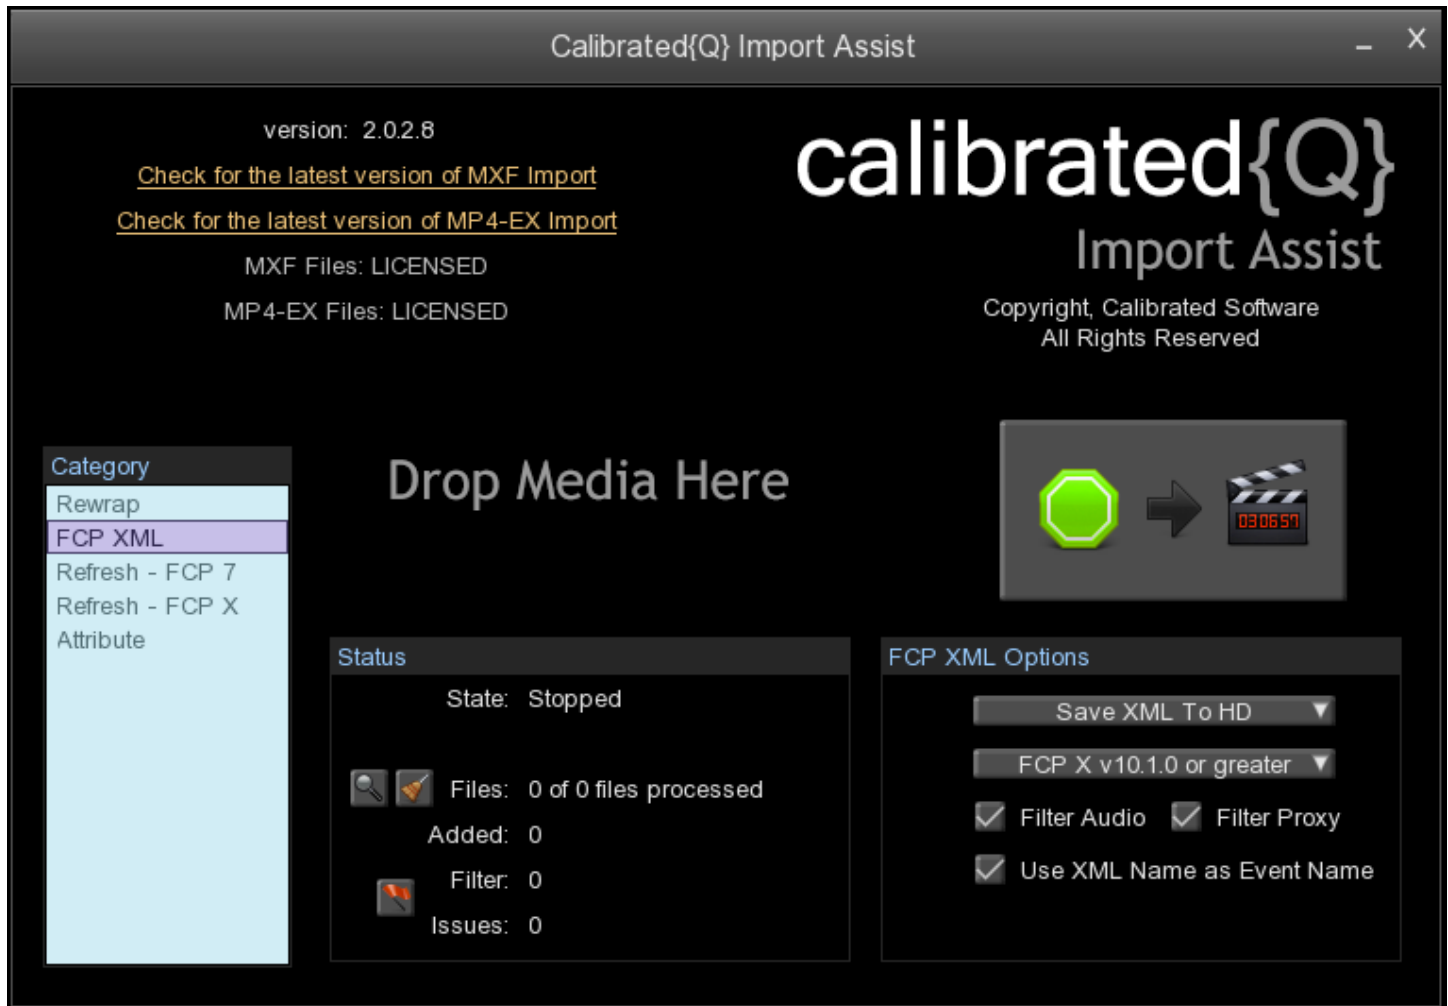 Calibrated{Q} Import Assist
version: 2.0.2.8
Check for the latest version of MXF Import
Check for the latest version of MP4-EX Import
MXF Files: LICENSED
MP4-EX Files: LICENSED
calibrated{Q}
Import Assist
Copyright, Calibrated Software
All Rights Reserved
Category
Rewrap
FCP XML
Refresh - FCP 7
Refresh - FCP X
Attribute
Drop Media Here
030657
Status
State: Stopped
Files: 0 of 0 files processed
Added: 0
Filter: 0
Issues: 0
FCP XML Options
Save XML To HD
FCP X v10.1.0 or greater
Filter Audio Filter Proxy
Use XML Name as Event Name